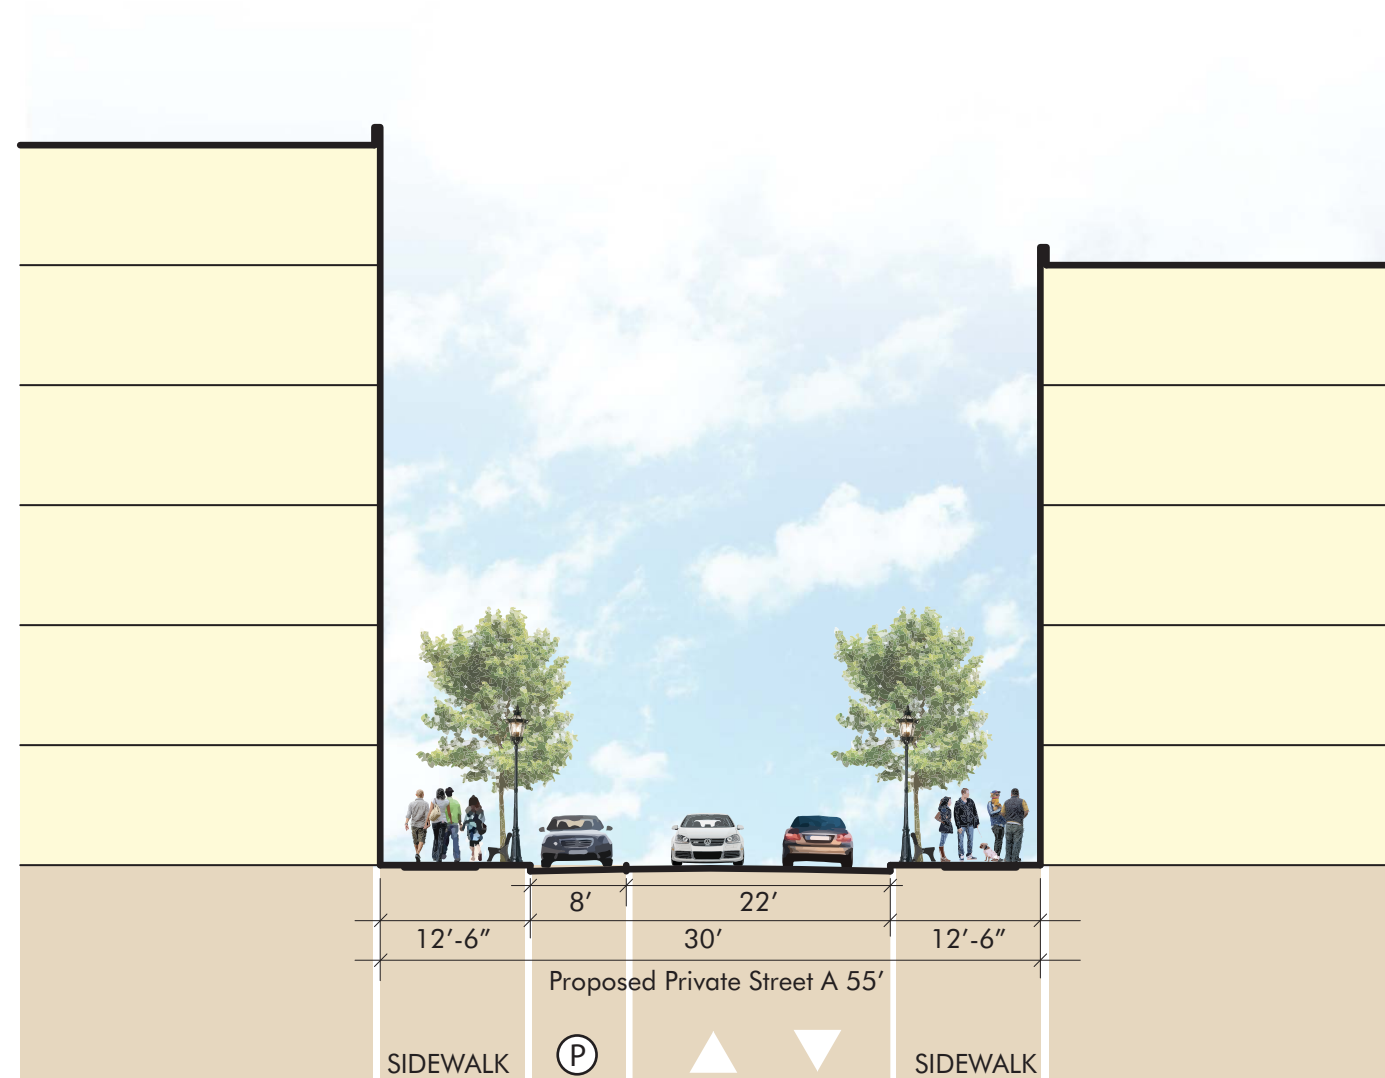 8’ 22’
12’-6” 30’ 12’-6”
Proposed Private Street A 55’
SIDEWALK P SIDEWALK